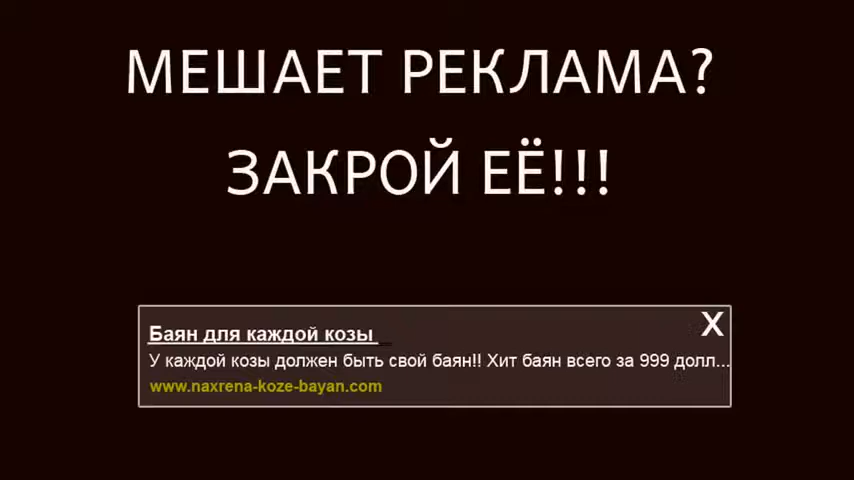 МЕШАЕТ РЕКЛАМА?
ЗАКРОЙ ЕЁ!!!
X
Баян для каждой козы
У каждой козы должен быть свой баян!! Хит баян всего за 999 долл...
www.naxrena-koze-bayan.com